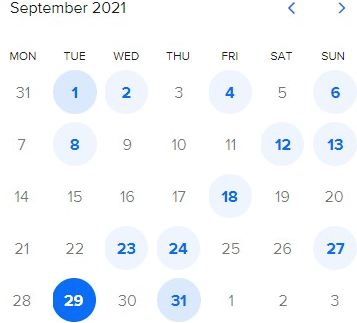 September 2021
MON TUE WED THU FRI SAT SUN
31 1 2 3 4 5 6
7 8 9 10 11 12 13
14 15 16 17 18 19 20
21 22 23 24 25 26 27
28 29 30 31 1 2 3